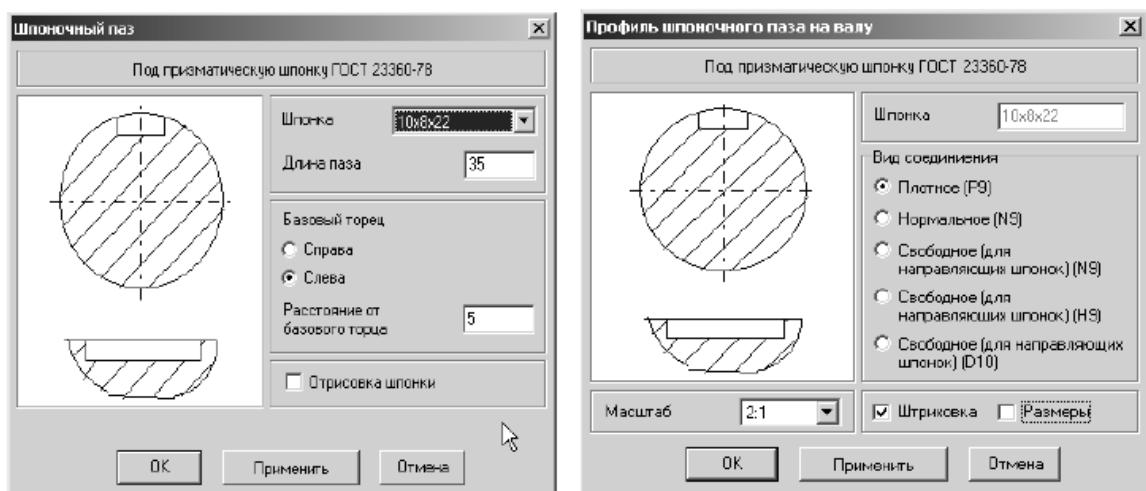 Шпоночный паз
Под призматическую шпонку ГОСТ 23360-78
Шпонка 10x8x22
Длина паза 35
Базовый торец
Справа
Слева
Расстояние от
базового торца 5
Отрисовка шпонки
OK Применить Отмена
Профиль шпоночного паза на валу
Под призматическую шпонку ГОСТ 23360-78
Шпонка 10x8x22
Вид соединиения
Плотное (P9)
Нормальное (N9)
Свободное (для
направляющих шпонок) (N9)
Свободное (для
направляющих шпонок) (H9)
Свободное (для направляющих
шпонок) (D10)
Масштаб 2:1
Штриховка Размеры
OK Применить Отмена